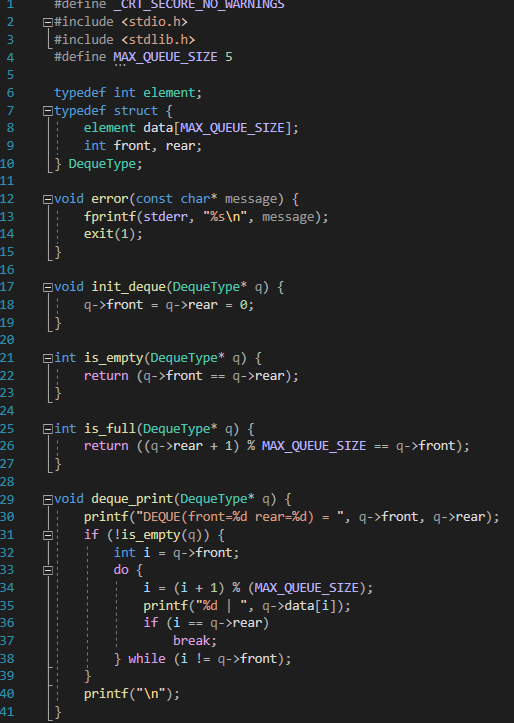 1 #define _CRT_SECURE_NO_WARNINGS
2 #include <stdio.h>
3 #include <stdlib.h>
4 #define MAX_QUEUE_SIZE 5
5
6 typedef int element;
7 typedef struct {
8 element data[MAX_QUEUE_SIZE];
9 int front, rear;
10 } DequeType;
11
12 void error(const char* message) {
13 fprintf(stderr, "%s\n", message);
14 exit(1);
15 }
16
17 void init_deque(DequeType* q) {
18 q->front = q->rear = 0;
19 }
20
21 int is_empty(DequeType* q) {
22 return (q->front == q->rear);
23 }
24
25 int is_full(DequeType* q) {
26 return ((q->rear + 1) % MAX_QUEUE_SIZE == q->front);
27 }
28
29 void deque_print(DequeType* q) {
30 printf("DEQUE(front=%d rear=%d) = ", q->front, q->rear);
31 if (!is_empty(q)) {
32 int i = q->front;
33 do {
34 i = (i + 1) % (MAX_QUEUE_SIZE);
35 printf("%d | ", q->data[i]);
36 if (i == q->rear)
37 break;
38 } while (i != q->front);
39 }
40 printf("\n");
41 }